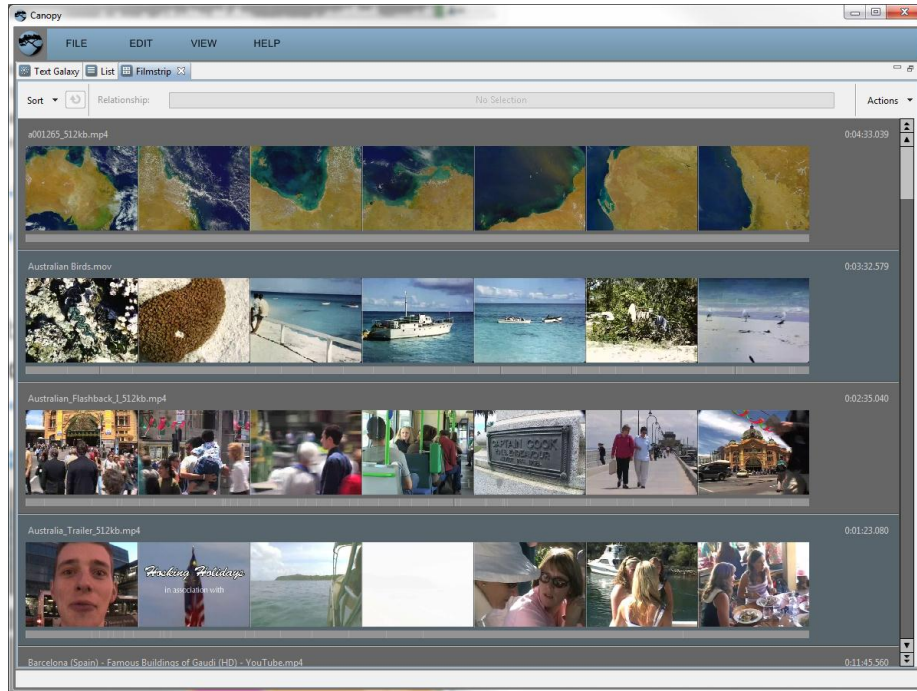 Canopy
FILE EDIT VIEW HELP
Text Galaxy List Filmstrip
Sort Relationship: No Selection Actions
a001265_512kb.mp4 0:04:33.039
Australian Birds.mov 0:03:32.579
Australian_Flashback_I_512kb.mp4 0:02:35.040
CAPTAIN COOK
Australia_Trailer_512kb.mp4 0:01:23.080
Hosking Holidays
in association with
Barcelona (Spain) - Famous Buildings of Gaudi (HD) - YouTube.mp4 0:11:45.560